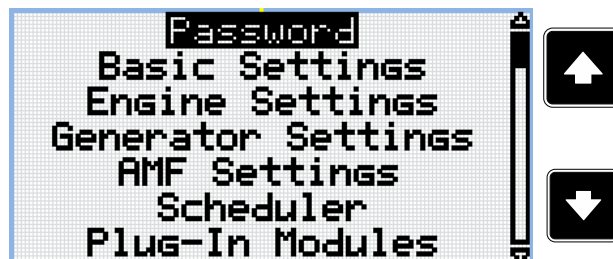 Password
Basic Settings
Engine Settings
Generator Settings
AMF Settings
Scheduler
Plug-In Modules